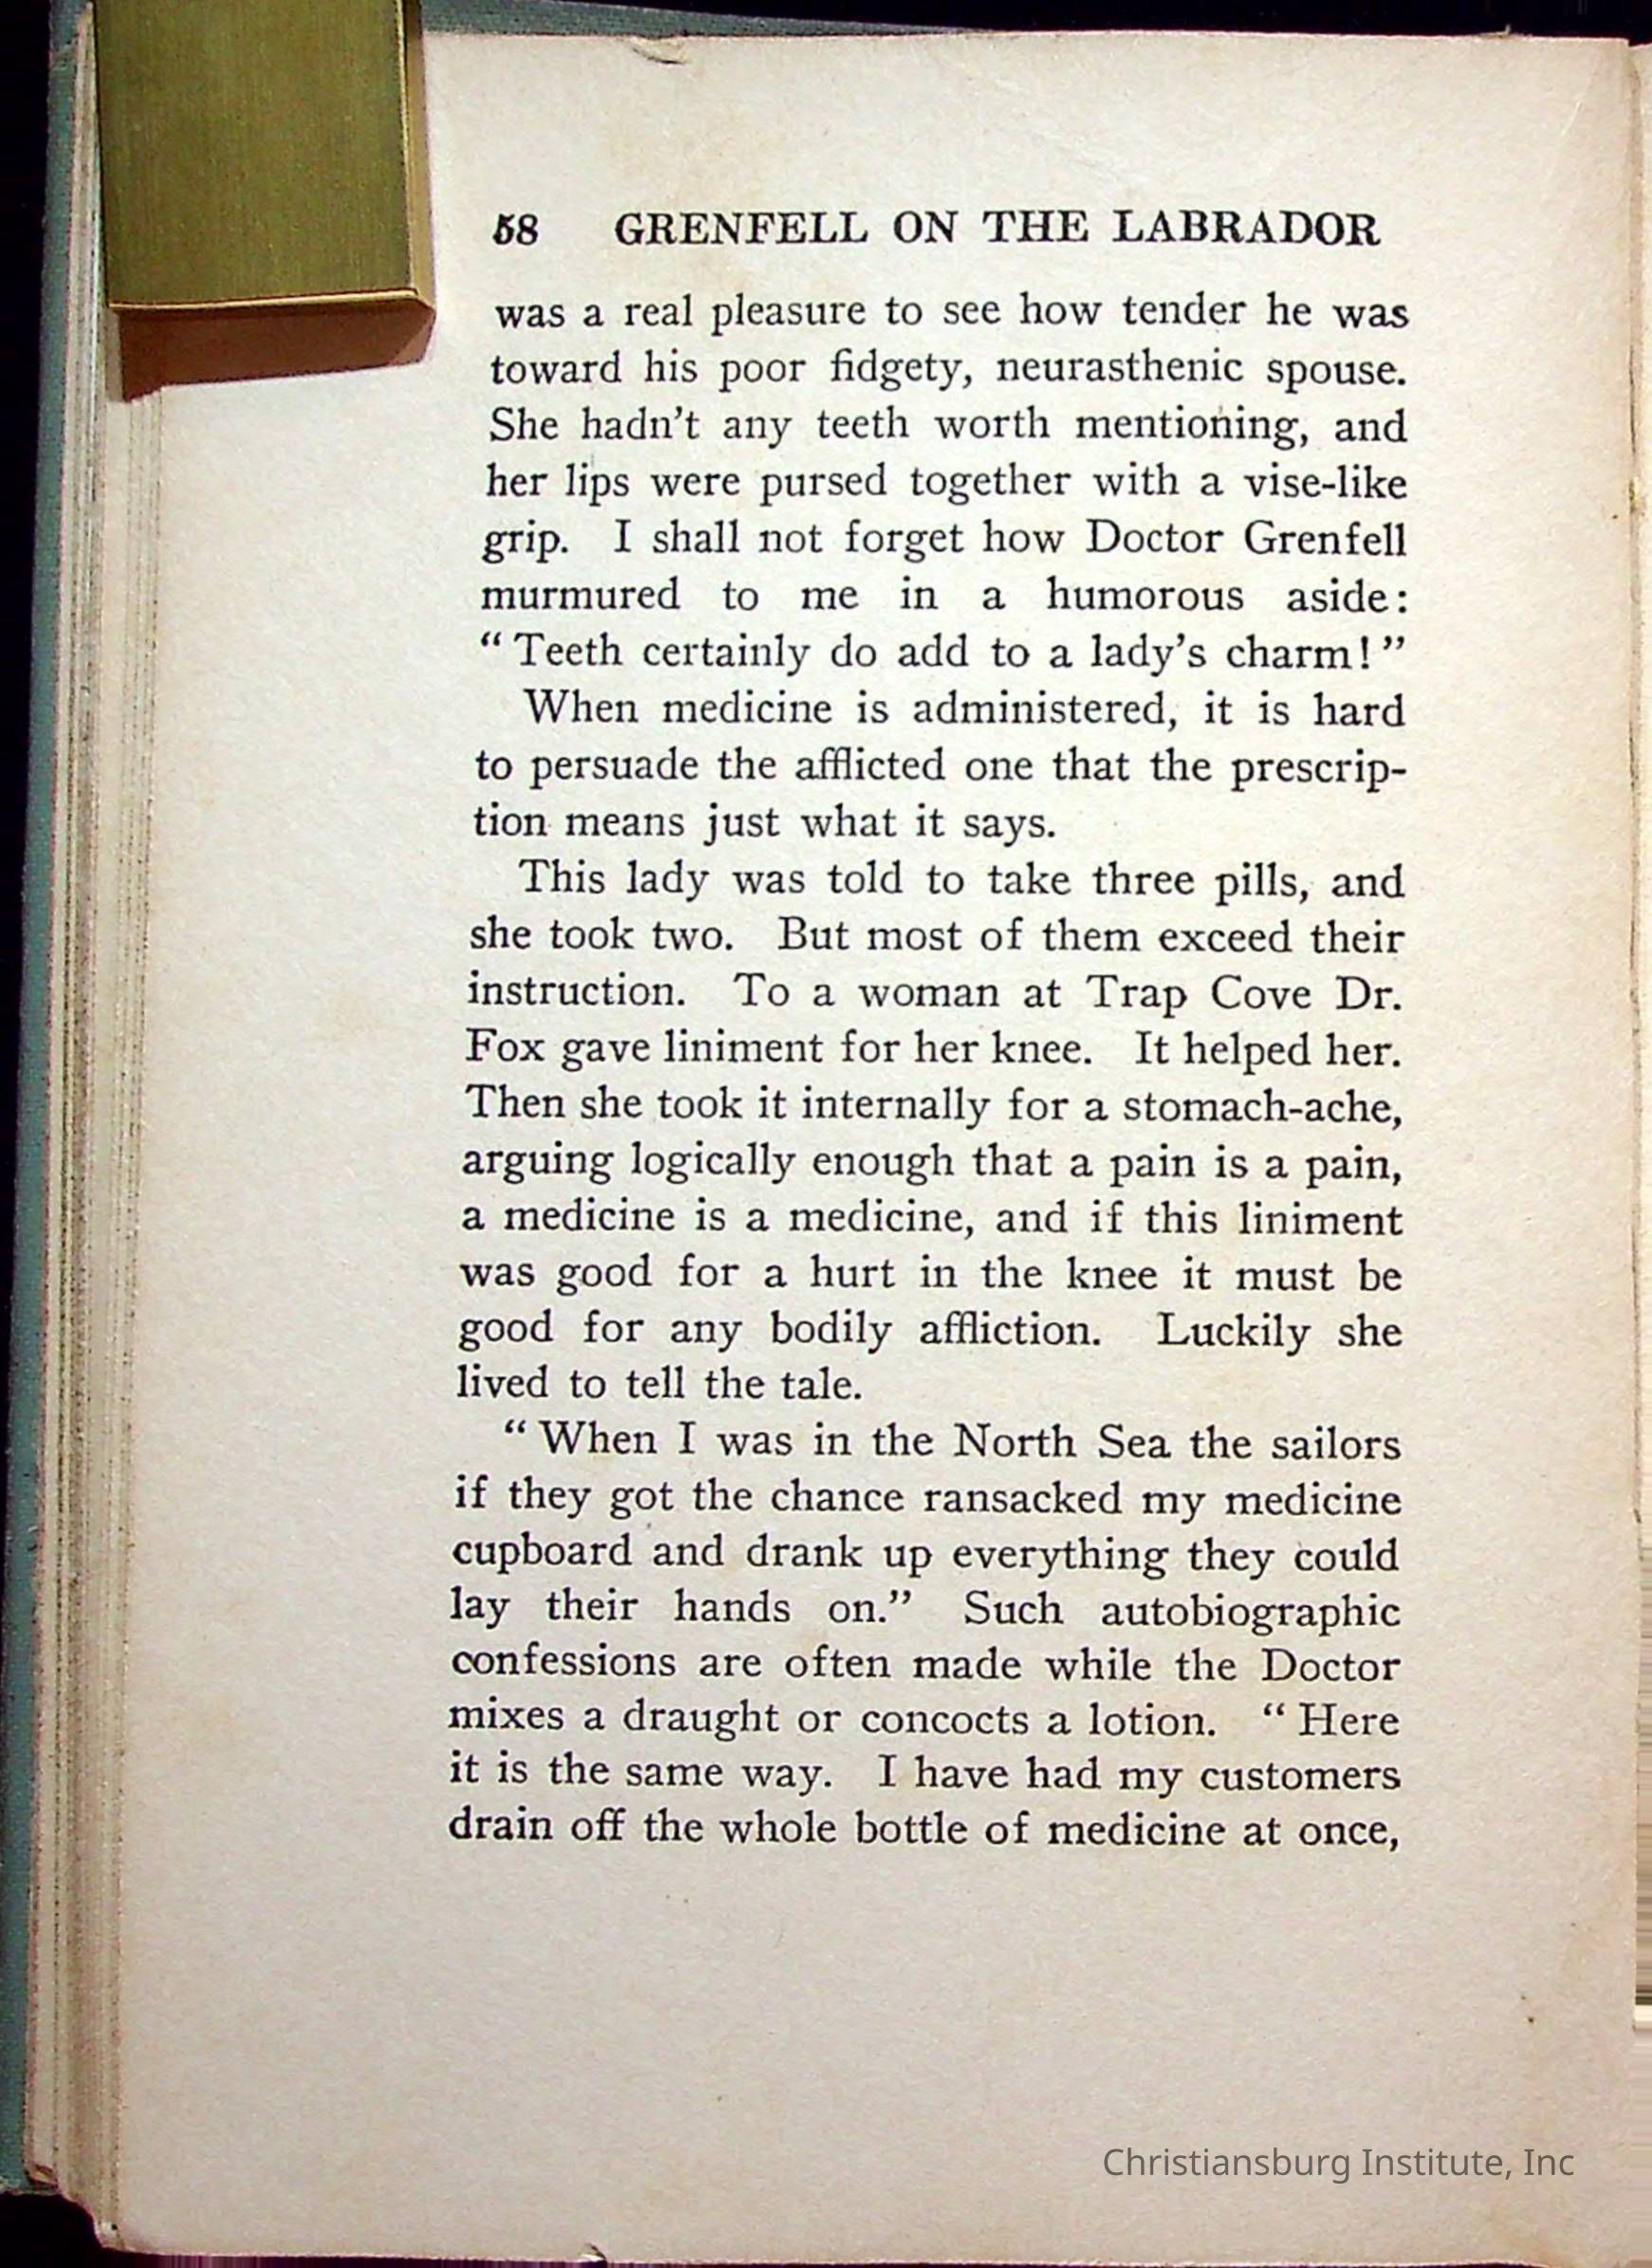 58 GRENFELL ON THE LABRADOR
was a real pleasure to see how tender he was
toward his poor fidgety, neurasthenic spouse.
She hadn't any teeth worth mentioning, and
her lips were pursed together with a vise-like
grip. I shall not forget how Doctor Grenfell
murmured to me in a humorous aside:
“Teeth certainly do add to a lady's charm!”
When medicine is administered, it is hard
to persuade the afflicted one that the prescrip-
tion means just what it says.
This lady was told to take three pills, and
she took two. But most of them exceed their
instruction. To a woman at Trap Cove Dr.
Fox gave liniment for her knee. It helped her.
Then she took it internally for a stomach-ache,
arguing logically enough that a pain is a pain,
a medicine is a medicine, and if this liniment
was good for a hurt in the knee it must be
good for any bodily affliction. Luckily she
lived to tell the tale.
“When I was in the North Sea the sailors
if they got the chance ransacked my medicine
cupboard and drank up everything they could
lay their hands on.” Such autobiographic
confessions are often made while the Doctor
mixes a draught or concocts a lotion. “Here
it is the same way. I have had my customers
drain off the whole bottle of medicine at once,
Christiansburg Institute, Inc